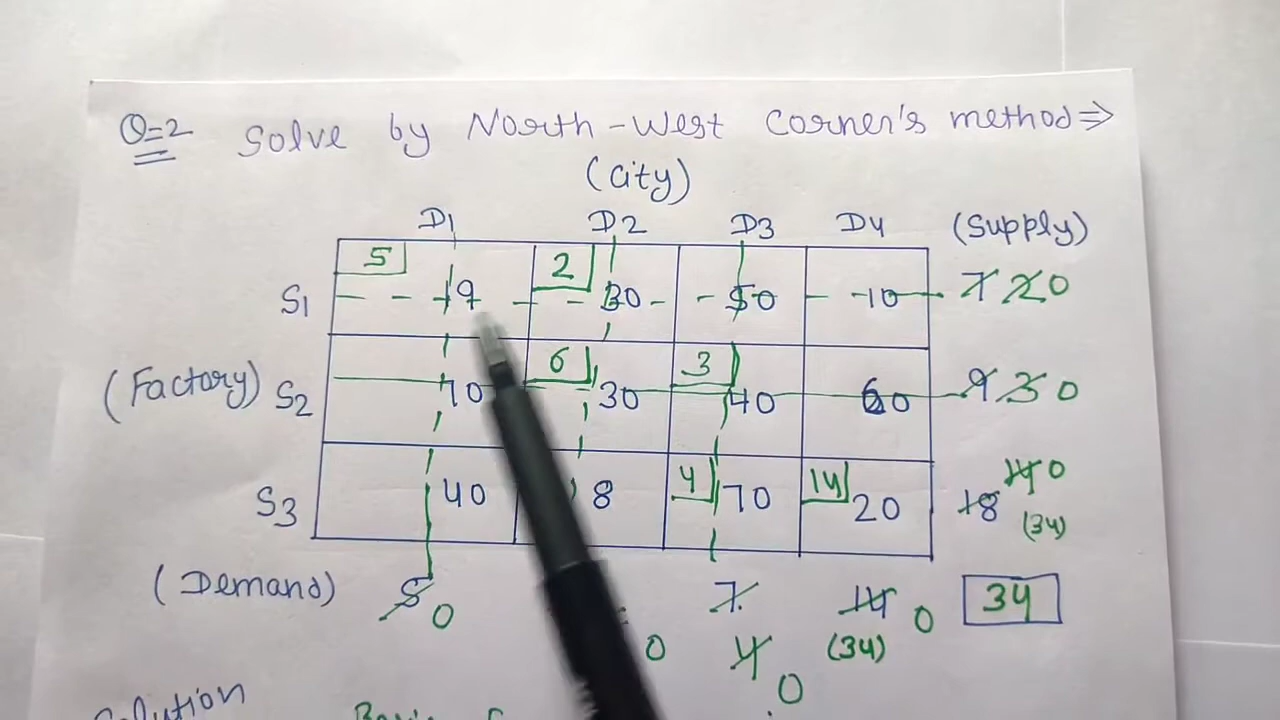 Q=2 Solve by North-West Corner's method⇒
(City)
D1 D2 D3 D4 (Supply)
S1 5 19 2 30 50 10 7 2 0
(Factory) S2 70 6 30 3 40 60 9 3 0
S3 40 8 4 70 14 20 18 14 0
(34)
(Demand) 5 0 7 14 0 34
0 4 0 (34)
Solution